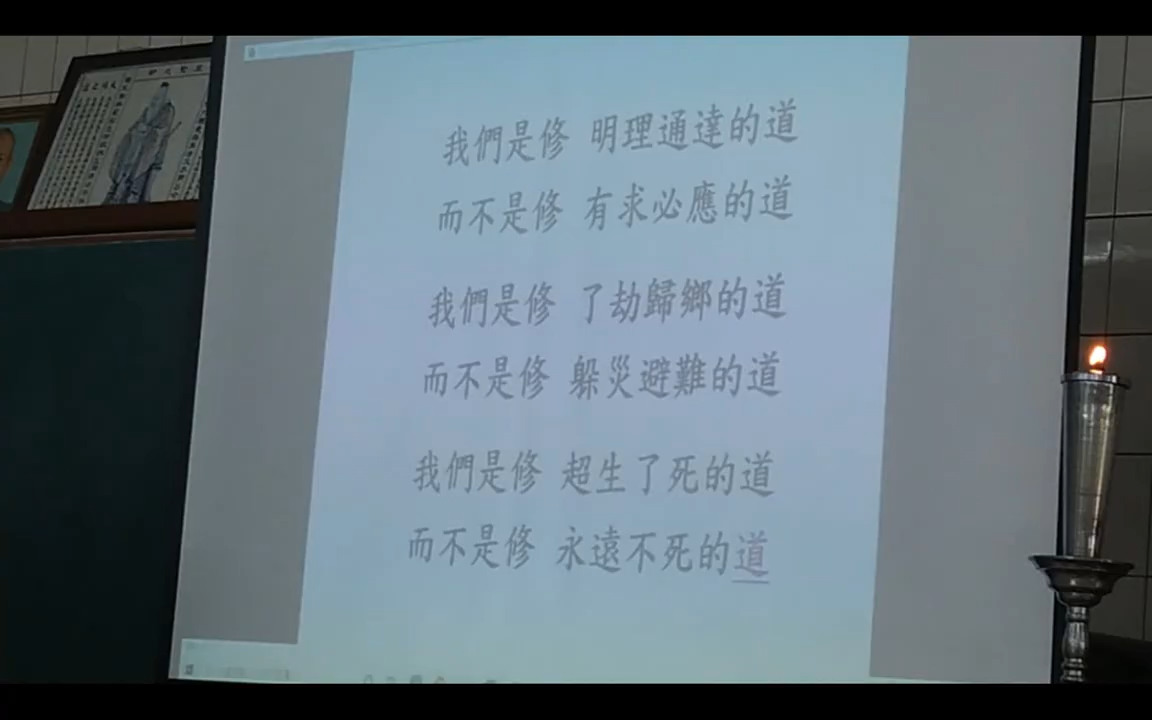 我們是修 明理通達的道
而不是修 有求必應的道
我們是修 了劫歸鄉的道
而不是修 躲災避難的道
我們是修 超生了死的道
而不是修 永遠不死的道